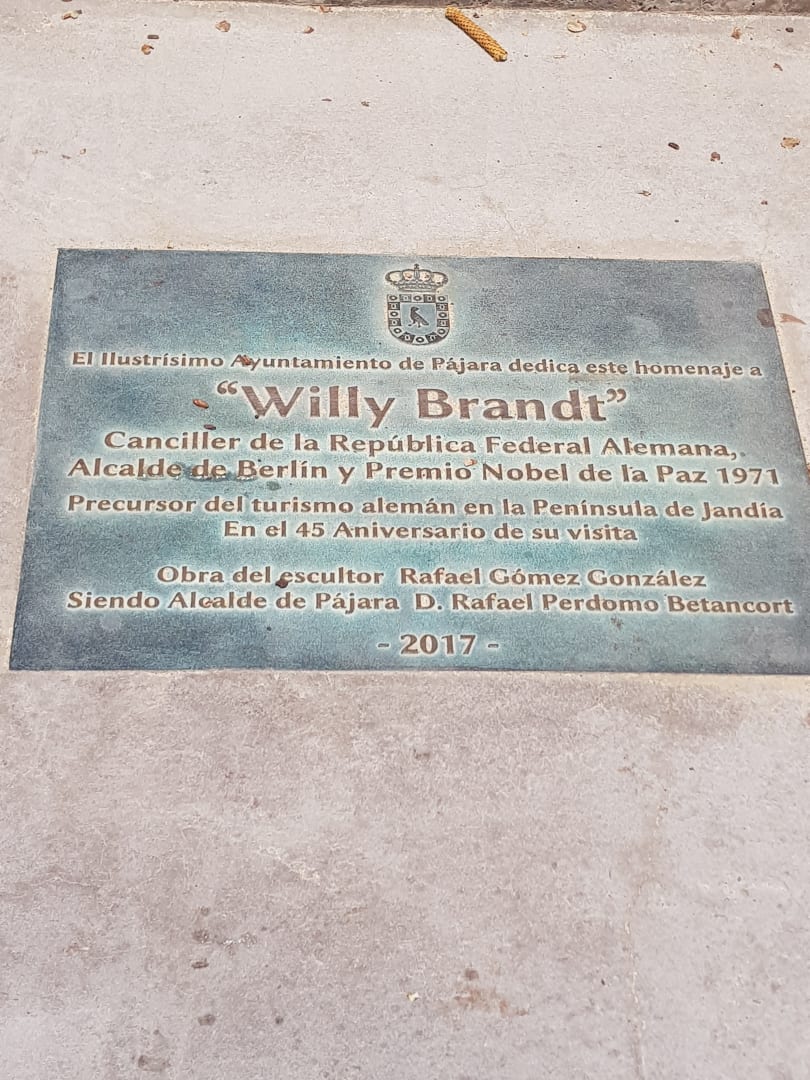 El Ilustrísimo Ayuntamiento de Pájara dedica este homenaje a
“Willy Brandt”
Canciller de la República Federal Alemana,
Alcalde de Berlín y Premio Nobel de la Paz 1971
Precursor del turismo alemán en la Península de Jandía
En el 45 Aniversario de su visita
Obra del escultor Rafael Gómez González
Siendo Alcalde de Pájara D. Rafael Perdomo Betancort
- 2017 -